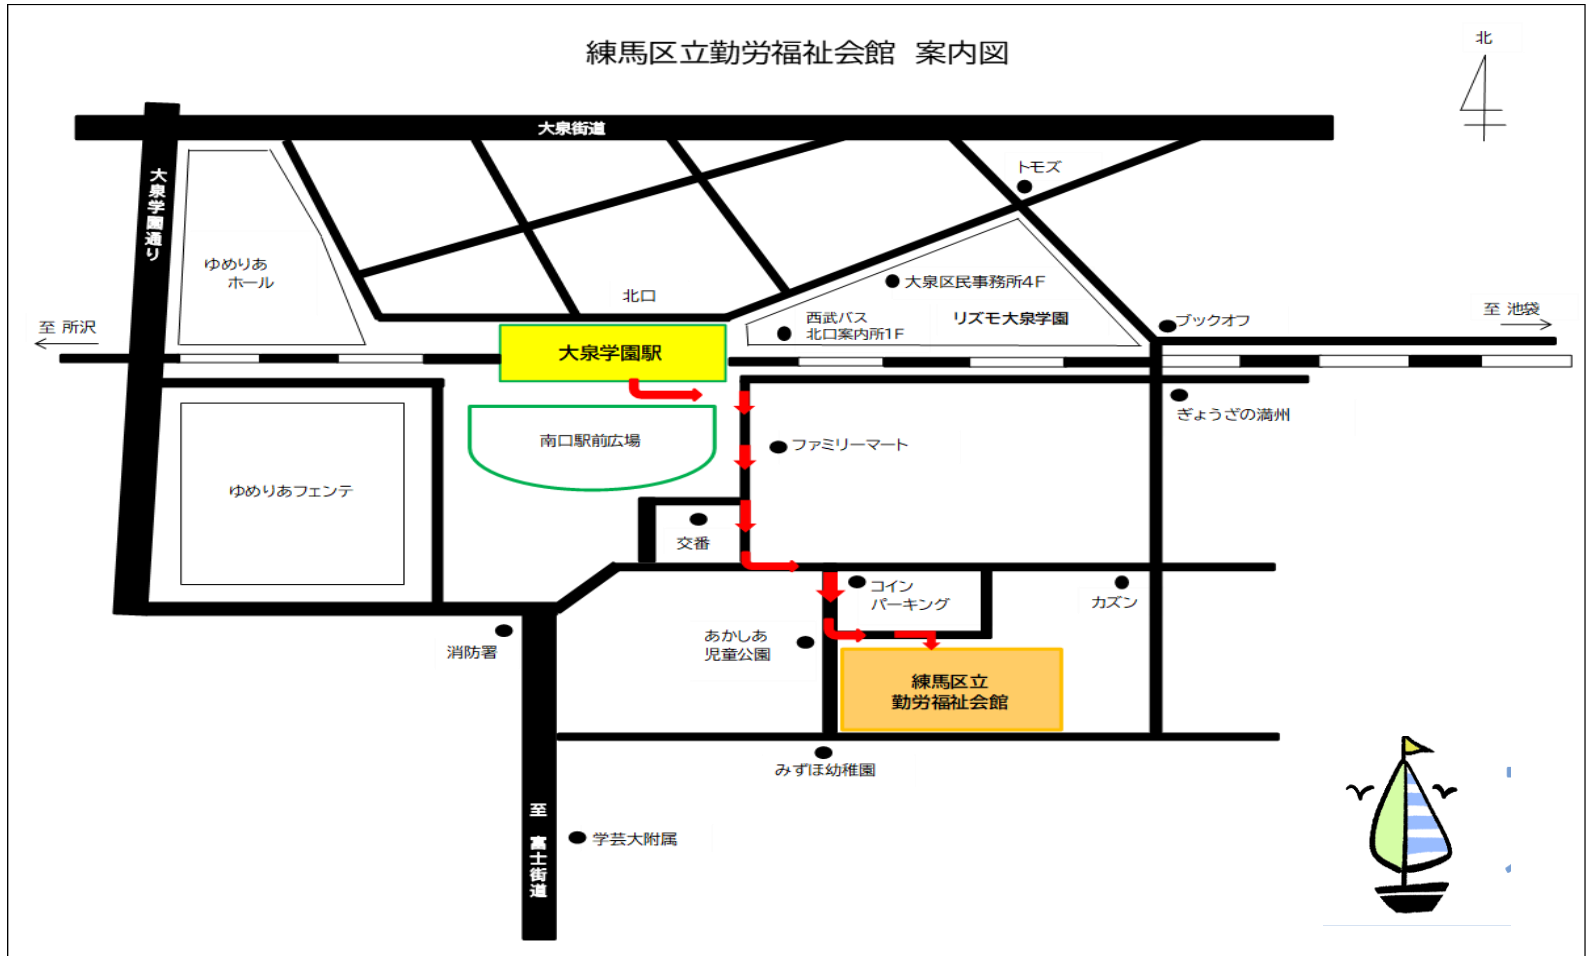 練馬区立勤労福祉会館 案内図
北
大泉街道
大泉学園通り
トモズ
ゆめりあ
ホール
北口
大泉区民事務所4F
西武バス
北口案内所1F
リズモ大泉学園
ブックオフ
至 所沢
至 池袋
大泉学園駅
ぎょうざの満州
南口駅前広場
ファミリーマート
ゆめりあフェンテ
交番
コイン
パーキング
カズン
消防署
あかしあ
児童公園
練馬区立
勤労福祉会館
みずほ幼稚園
至 富士街道
学芸大附属